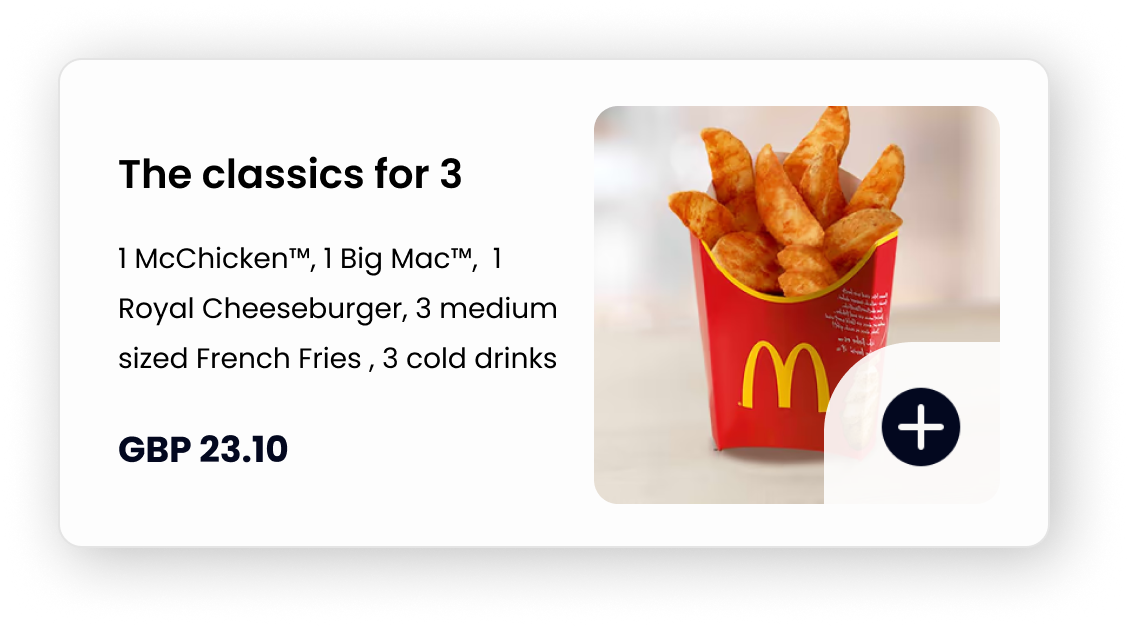 The classics for 3
1 McChicken™, 1 Big Mac™,  1
Royal Cheeseburger, 3 medium
sized French Fries , 3 cold drinks
GBP 23.10